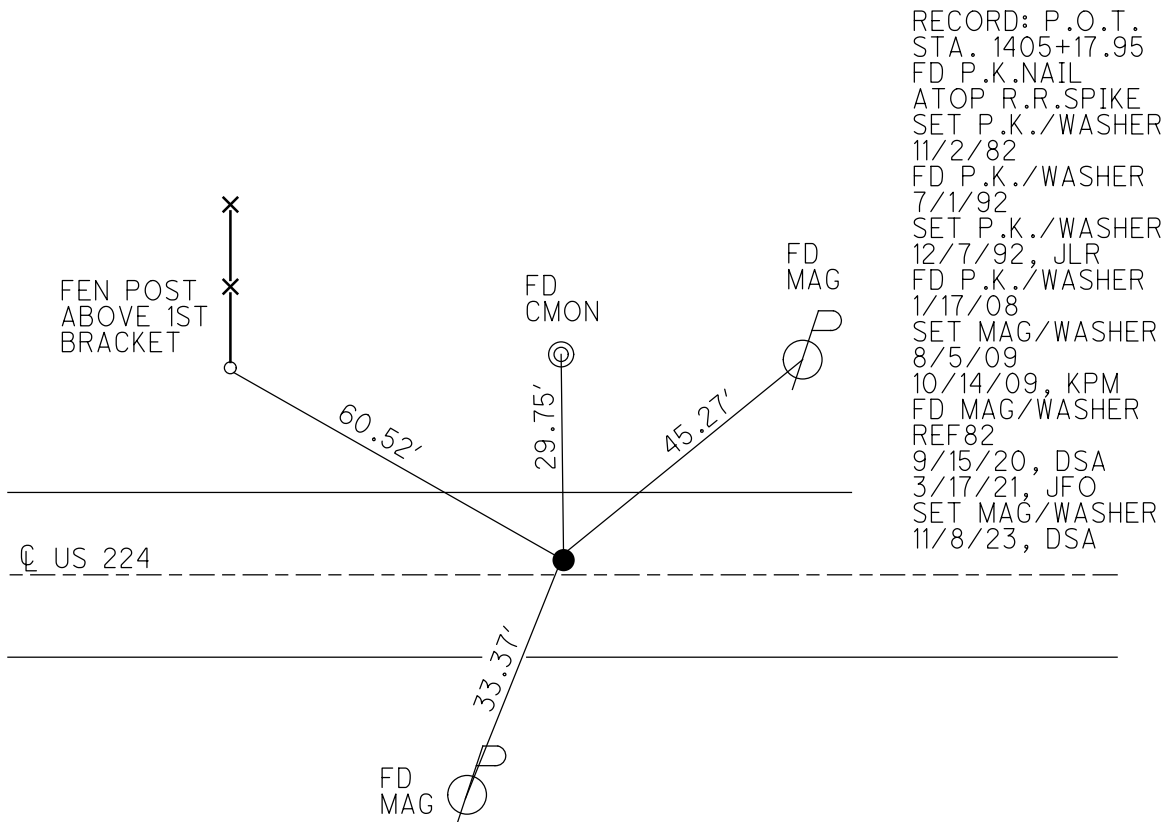 RECORD: P.O.T.
STA. 1405+17.95
FD P.K.NAIL
ATOP R.R.SPIKE
SET P.K./WASHER
11/2/82
FD P.K./WASHER
7/1/92
SET P.K./WASHER
12/7/92, JLR
FD P.K./WASHER
1/17/08
SET MAG/WASHER
8/5/09
10/14/09, KPM
FD MAG/WASHER
REF82
9/15/20, DSA
3/17/21, JFO
SET MAG/WASHER
11/8/23, DSA
FD
MAG
FD
CMON
FEN POST
ABOVE 1ST
BRACKET
60.52'
29.75'
45.27'
℄ US 224
33.37'
FD
MAG